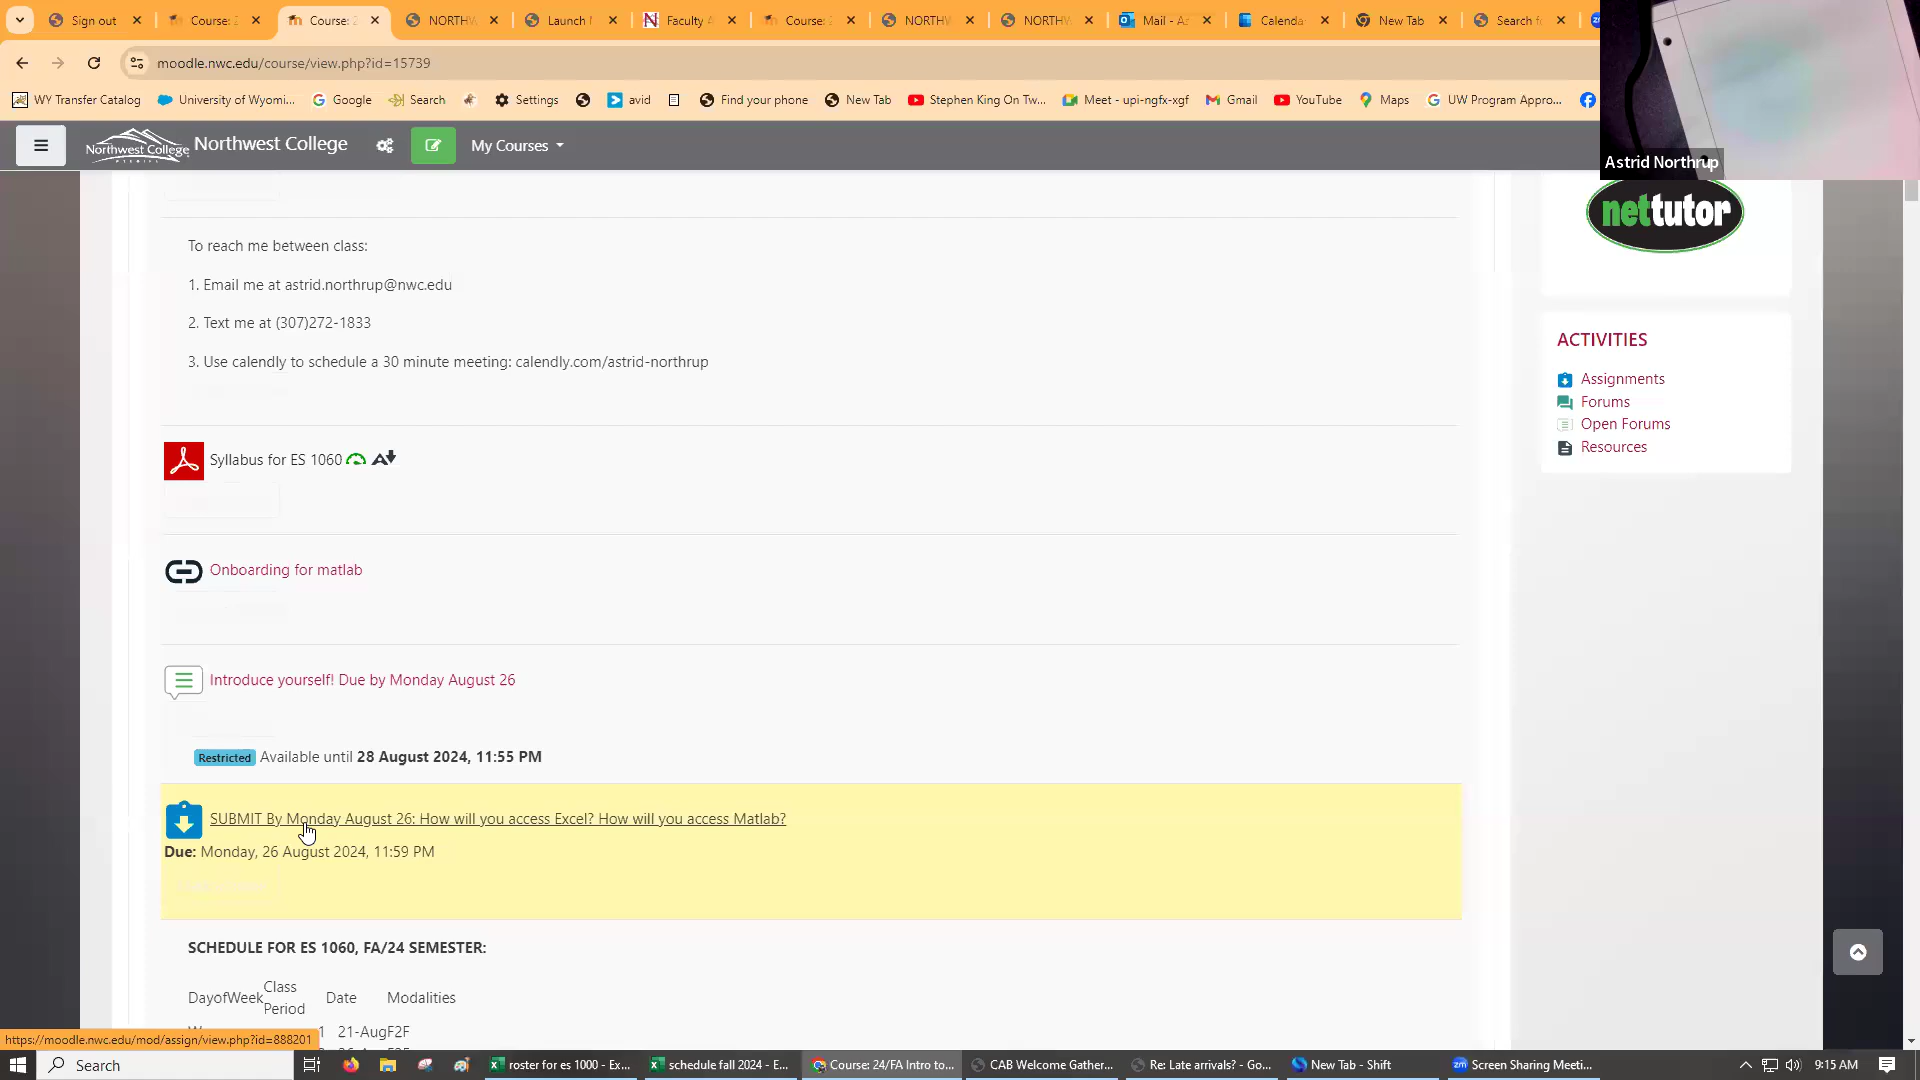 Sign out
Course: 2
Course: 2
NORTHW
Launch
Faculty A
Course: 2
NORTHW
NORTHW
Mail - As
Calenda
New Tab
Search fo
moodle.nwc.edu/course/view.php?id=15739
WY Transfer Catalog
University of Wyomi...
Google
Search
Settings
avid
Find your phone
New Tab
Stephen King On Tw...
Meet - upi-ngfx-xgf
Gmail
YouTube
Maps
UW Program Appro...
Northwest College
Northwest College
My Courses
Astrid Northrup
nettutor
To reach me between class:
1. Email me at astrid.northrup@nwc.edu
2. Text me at (307)272-1833
3. Use calendly to schedule a 30 minute meeting: calendly.com/astrid-northrup
ACTIVITIES
Assignments
Forums
Open Forums
Resources
Syllabus for ES 1060
Onboarding for matlab
Introduce yourself! Due by Monday August 26
Restricted Available until 28 August 2024, 11:55 PM
SUBMIT By Monday August 26: How will you access Excel? How will you access Matlab?
Due: Monday, 26 August 2024, 11:59 PM
SCHEDULE FOR ES 1060, FA/24 SEMESTER:
DayofWeek Class Period Date Modalities
1 21-Aug F2F
https://moodle.nwc.edu/mod/assign/view.php?id=888201
Search
roster for es 1000 - Ex...
schedule fall 2024 - E...
Course: 24/FA Intro to...
CAB Welcome Gather...
Re: Late arrivals? - Go...
New Tab - Shift
Screen Sharing Meeti...
9:15 AM